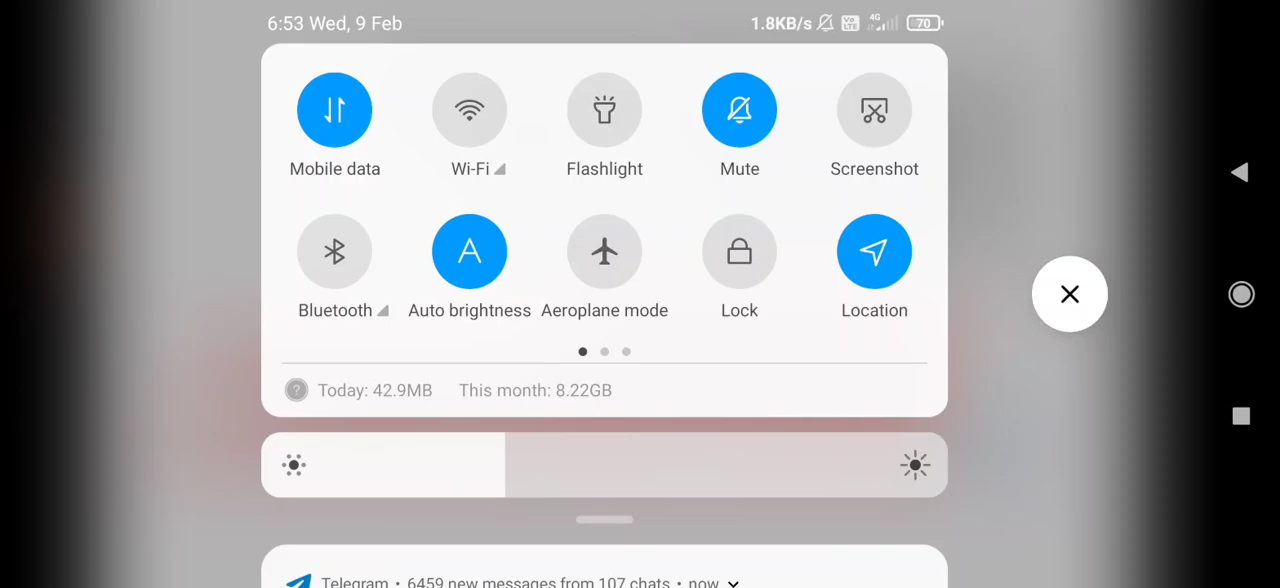 6:53 Wed, 9 Feb 1.8KB/s VO LTE 4G 70
Mobile data Wi-Fi Flashlight Mute Screenshot
A
Bluetooth Auto brightness Aeroplane mode Lock Location
? Today: 42.9MB This month: 8.22GB
Telegram • 6459 new messages from 107 chats • now